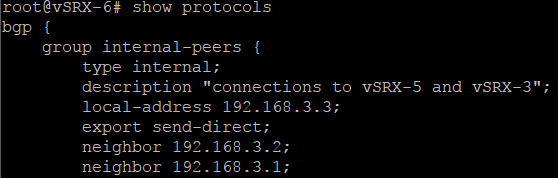 root@vSRX-6# show protocols
bgp {
    group internal-peers {
        type internal;
        description "connections to vSRX-5 and vSRX-3";
        local-address 192.168.3.3;
        export send-direct;
        neighbor 192.168.3.2;
        neighbor 192.168.3.1;